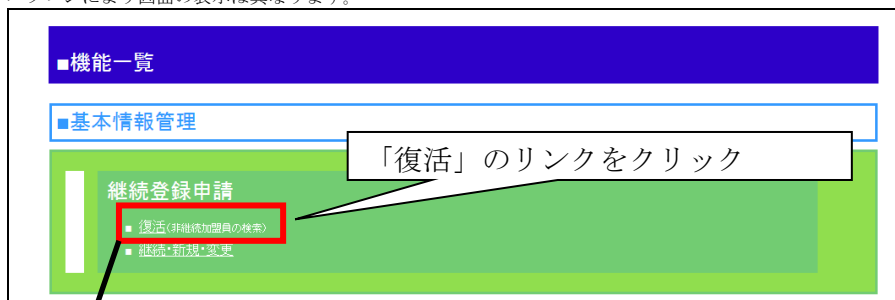 ■機能一覧
■基本情報管理
「復活」のリンクをクリック
継続登録申請
■ 復活(非継続加盟員の検索)
■ 継続・新規・変更